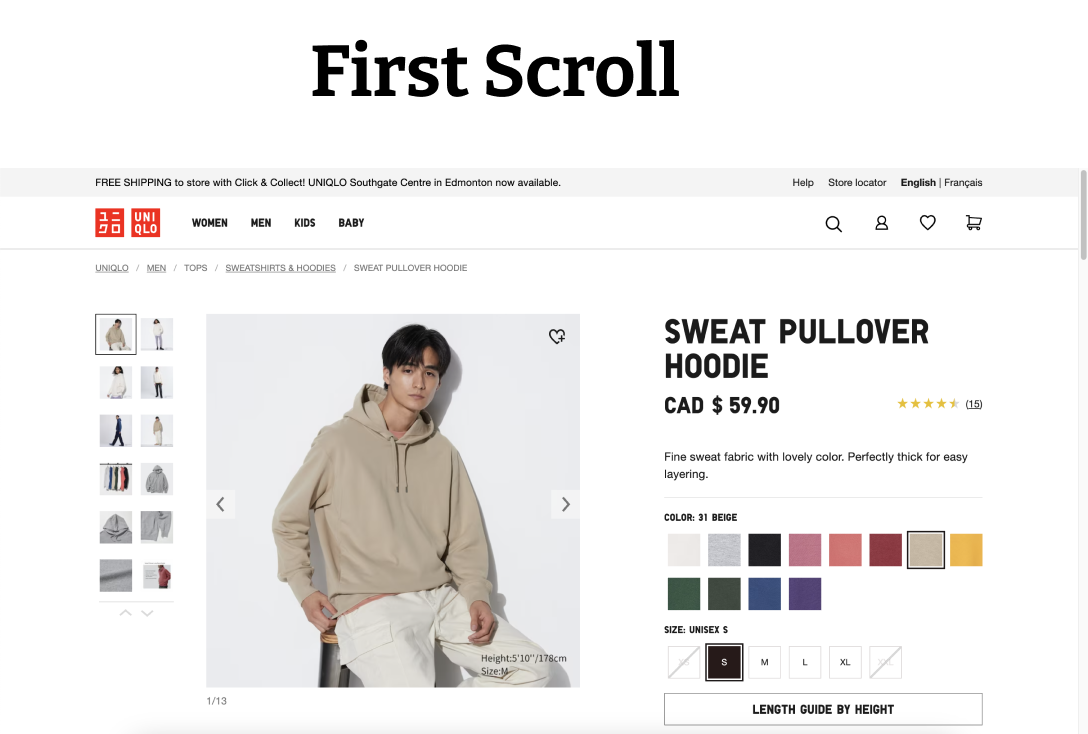 First Scroll
FREE SHIPPING to store with Click & Collect! UNIQLO Southgate Centre in Edmonton now available.
Help Store locator English | Français
ユニ
クロ
UNI
QLO
WOMEN MEN KIDS BABY
UNIQLO / MEN / TOPS / SWEATSHIRTS & HOODIES / SWEAT PULLOVER HOODIE
Height:5'10''/178cm
Size:M
1/13
SWEAT PULLOVER
HOODIE
CAD $ 59.90
(15)
Fine sweat fabric with lovely color. Perfectly thick for easy
layering.
COLOR: 31 BEIGE
SIZE: UNISEX S
XS S M L XL XXL
LENGTH GUIDE BY HEIGHT